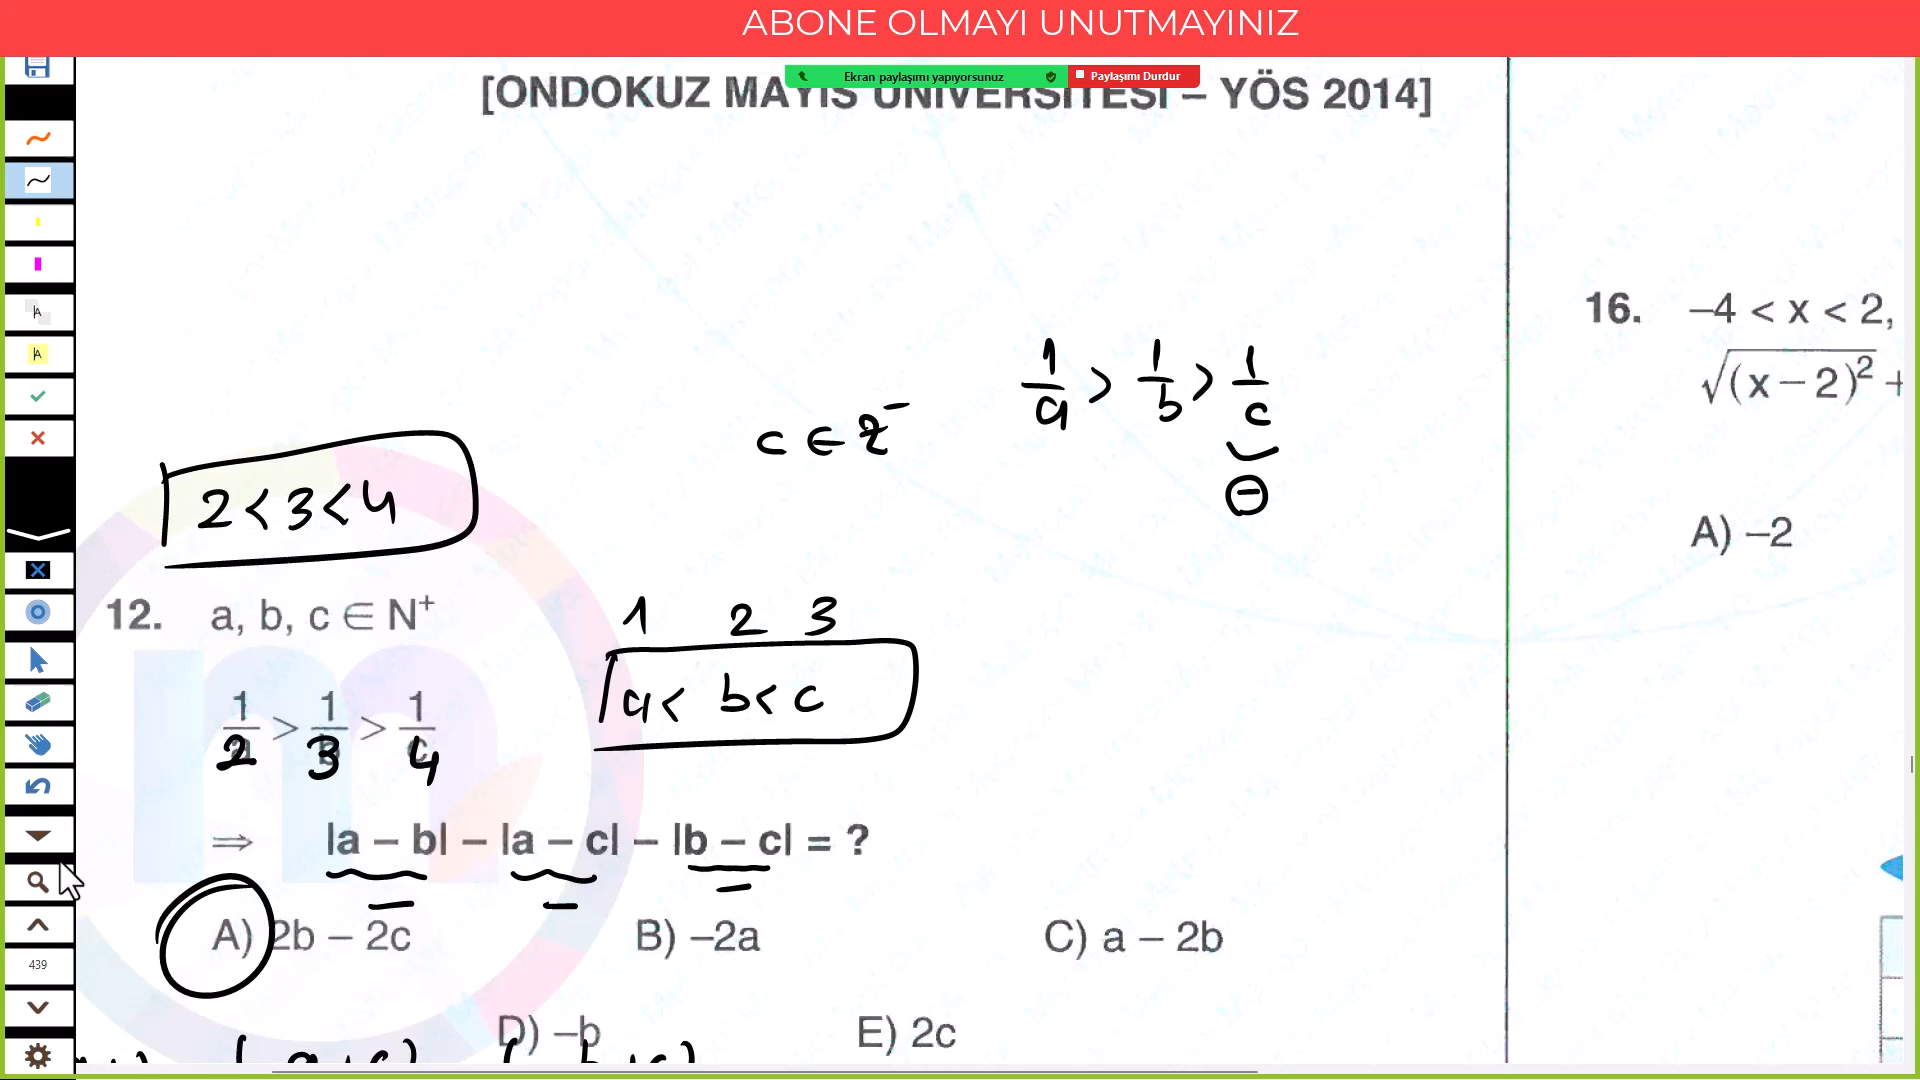 ABONE OLMAYI UNUTMAYINIZ
Ekran paylaşımı yapıyorsunuz
Paylaşımı Durdur
[ONDOKUZ MAYIS ÜNİVERSİTESİ – YÖS 2014]
1/a > 1/b > 1/c
c ∈ Z⁻
⊖
2 < 3 < 4
12. a, b, c ∈ N⁺
1 2 3
a < b < c
1/a > 1/b > 1/c
2 3 4
⇒ |a – b| – |a – c| – |b – c| = ?
– – –
A) 2b – 2c B) –2a C) a – 2b
D) –b E) 2c
16. –4 < x < 2,
√(x – 2)² +
A) –2
439